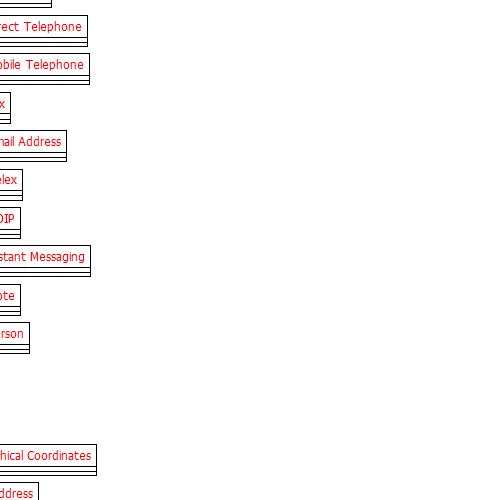 rect Telephone
obile Telephone
x
nail Address
elex
OIP
stant Messaging
ote
rson
hical Coordinates
ddress